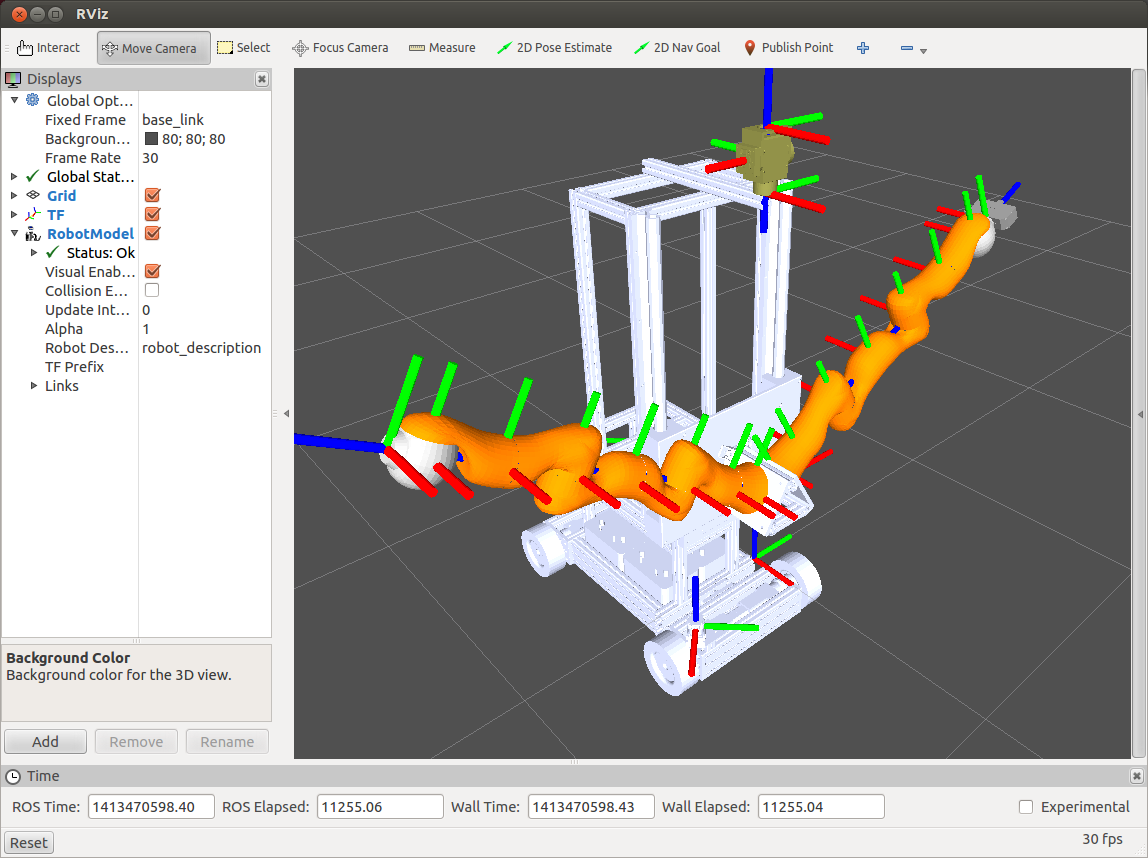 RViz
Interact Move Camera Select Focus Camera Measure 2D Pose Estimate 2D Nav Goal Publish Point
Displays
Global Opt...
Fixed Frame base_link
Backgroun... 80; 80; 80
Frame Rate 30
Global Stat...
Grid
TF
RobotModel
Status: Ok
Visual Enab...
Collision E...
Update Int... 0
Alpha 1
Robot Des... robot_description
TF Prefix
Links
Background Color
Background color for the 3D view.
Add Remove Rename
Time
ROS Time: 1413470598.40 ROS Elapsed: 11255.06 Wall Time: 1413470598.43 Wall Elapsed: 11255.04 Experimental
Reset 30 fps